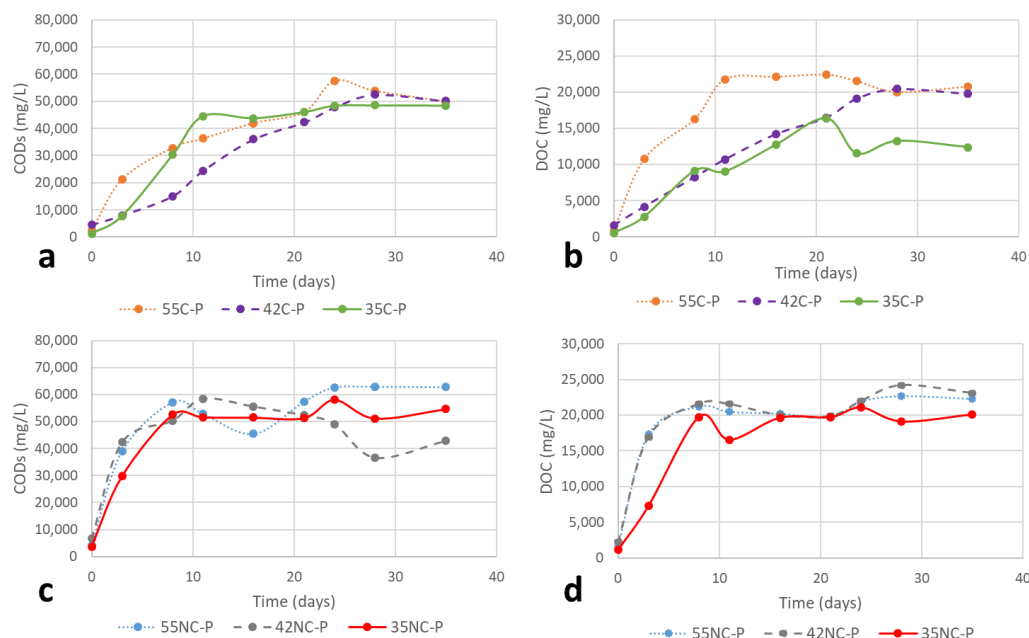 80,000
70,000
60,000
50,000
40,000
30,000
20,000
10,000
0
CODs (mg/L)
0 10 20 30 40
a
Time (days)
55C-P 42C-P 35C-P
30,000
25,000
20,000
15,000
10,000
5,000
0
DOC (mg/L)
0 10 20 30 40
b
Time (days)
55C-P 42C-P 35C-P
80,000
70,000
60,000
50,000
40,000
30,000
20,000
10,000
0
CODs (mg/L)
0 10 20 30 40
c
Time (days)
55NC-P 42NC-P 35NC-P
30,000
25,000
20,000
15,000
10,000
5,000
0
DOC (mg/L)
0 10 20 30 40
d
Time (days)
55NC-P 42NC-P 35NC-P